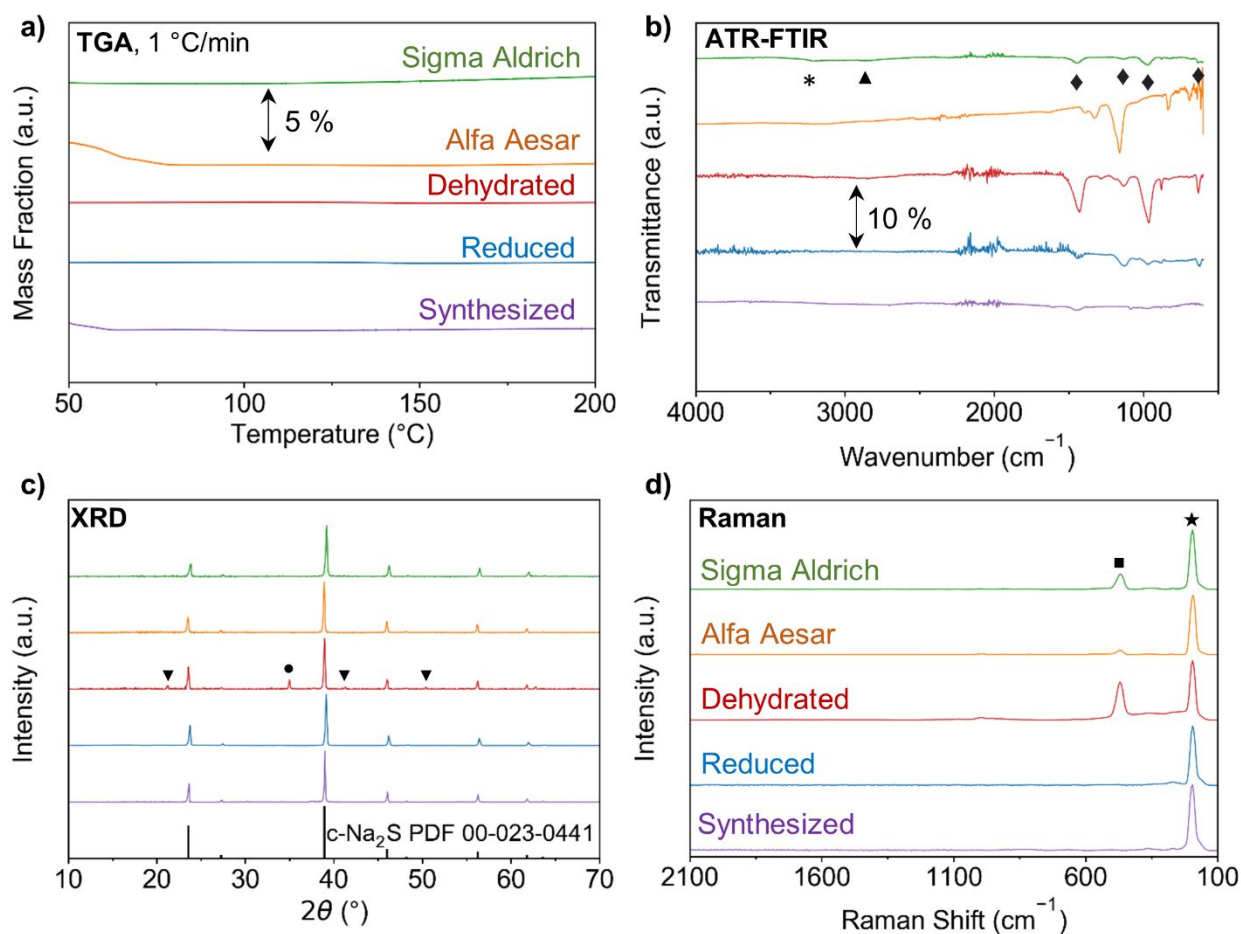 a)
TGA, 1 °C/min
Sigma Aldrich
5 %
Alfa Aesar
Dehydrated
Reduced
Synthesized
Mass Fraction (a.u.)
50 100 150 200
Temperature (°C)
b)
ATR-FTIR
*
10 %
Transmittance (a.u.)
4000 3000 2000 1000
Wavenumber (cm⁻¹)
c)
XRD
c-Na₂S PDF 00-023-0441
Intensity (a.u.)
10 20 30 40 50 60 70
2θ (°)
d)
Raman
Sigma Aldrich
Alfa Aesar
Dehydrated
Reduced
Synthesized
Intensity (a.u.)
2100 1600 1100 600 100
Raman Shift (cm⁻¹)